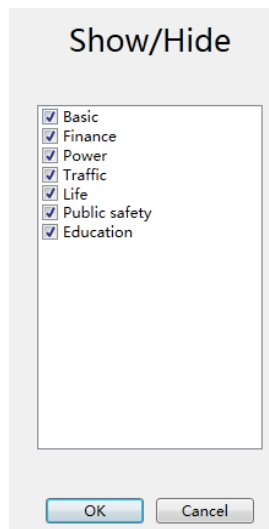 Show/Hide
Basic
Finance
Power
Traffic
Life
Public safety
Education
OK
Cancel